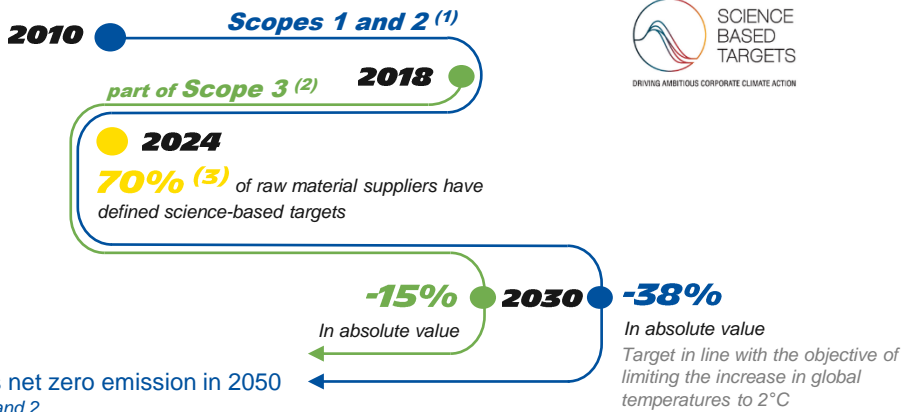 2010
Scopes 1 and 2 (1)
SCIENCE
BASED
TARGETS
DRIVING AMBITIOUS CORPORATE CLIMATE ACTION
2018
part of Scope 3 (2)
2024
70% (3) of raw material suppliers have
defined science-based targets
-15%
2030
-38%
In absolute value
In absolute value
Target in line with the objective of
limiting the increase in global
temperatures to 2°C
net zero emission in 2050
and 2